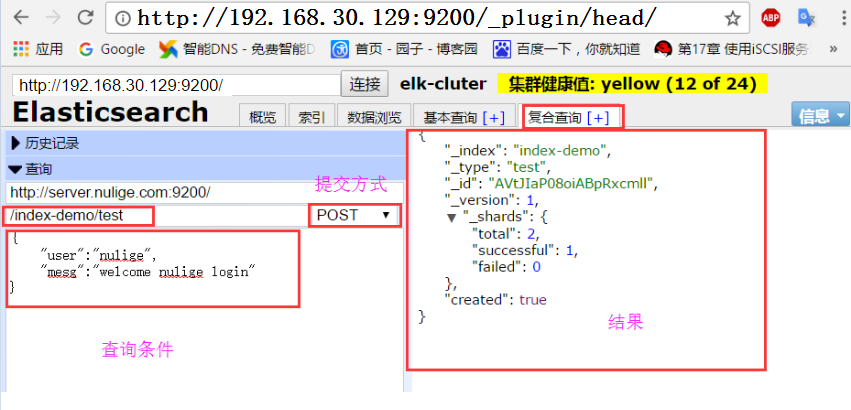 http://192.168.30.129:9200/_plugin/head/
ABP
应用 Google 智能DNS - 免费智能D 首页 - 园子 - 博客园 百度一下，你就知道 第17章 使用iSCSI服务 »
http://192.168.30.129:9200/ 连接 elk-cluter 集群健康值: yellow (12 of 24)
Elasticsearch 概览 索引 数据浏览 基本查询 [+] 复合查询 [+] 信息
历史记录
查询
http://server.nulige.com:9200/
提交方式
/index-demo/test POST
{
"user":"nulige",
"mesg":"welcome nulige login"
}
查询条件
{
"_index": "index-demo",
"_type": "test",
"_id": "AVtJIaP08oiABpRxcmll",
"_version": 1,
"_shards": {
"total": 2,
"successful": 1,
"failed": 0
},
"created": true
}
结果